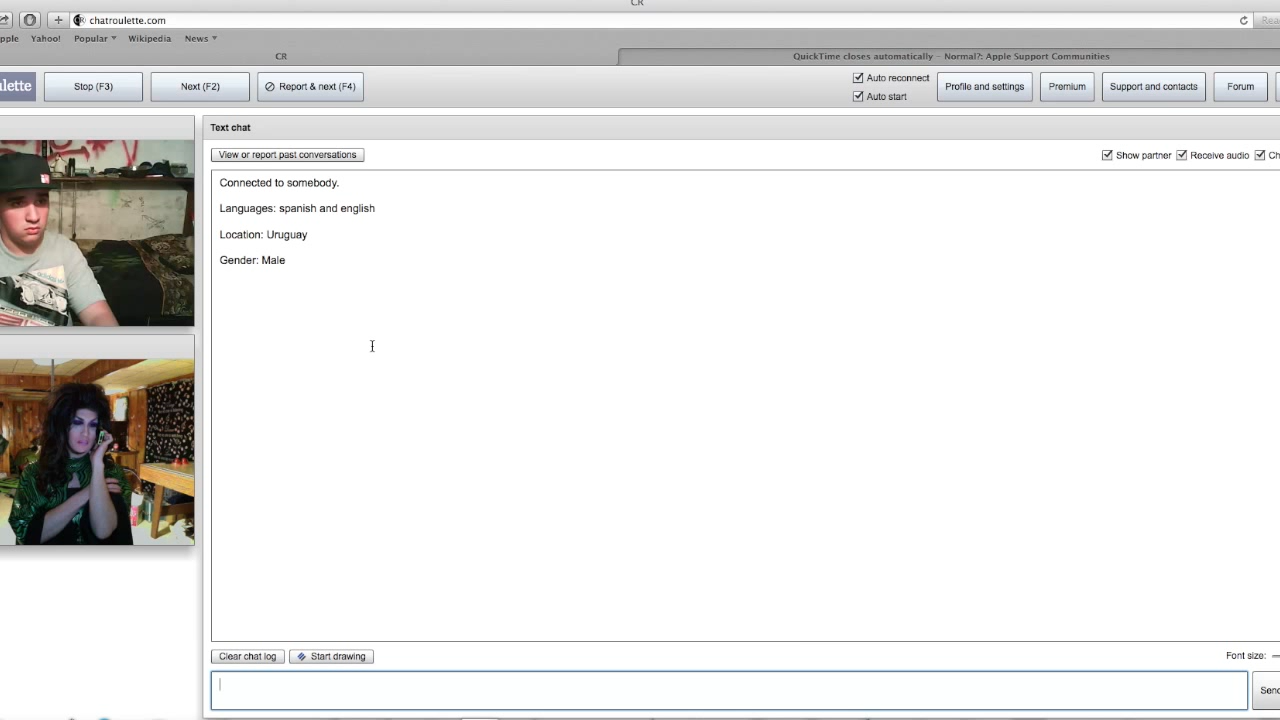 CR
chatroulette.com
Yahoo! Popular Wikipedia News
CR
QuickTime closes automatically – Normal?: Apple Support Communities
Stop (F3) Next (F2) Report & next (F4) Auto reconnect Auto start Profile and settings Premium Support and contacts Forum
Text chat
View or report past conversations Show partner Receive audio
Connected to somebody.
Languages: spanish and english
Location: Uruguay
Gender: Male
Clear chat log Start drawing Font size:
Send